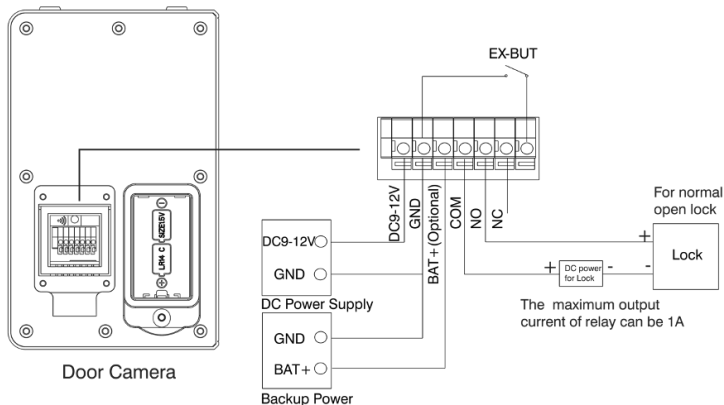 EX-BUT
DC9-12V
GND
BAT+(Optional)
COM
NO
NC
For normal
open lock
+
-
Lock
+
DC power
for Lock
-
The maximum output
current of relay can be 1A
DC9-12V
GND
DC Power Supply
GND
BAT+
Backup Power
SIZE1.5V
LR14 C
Door Camera